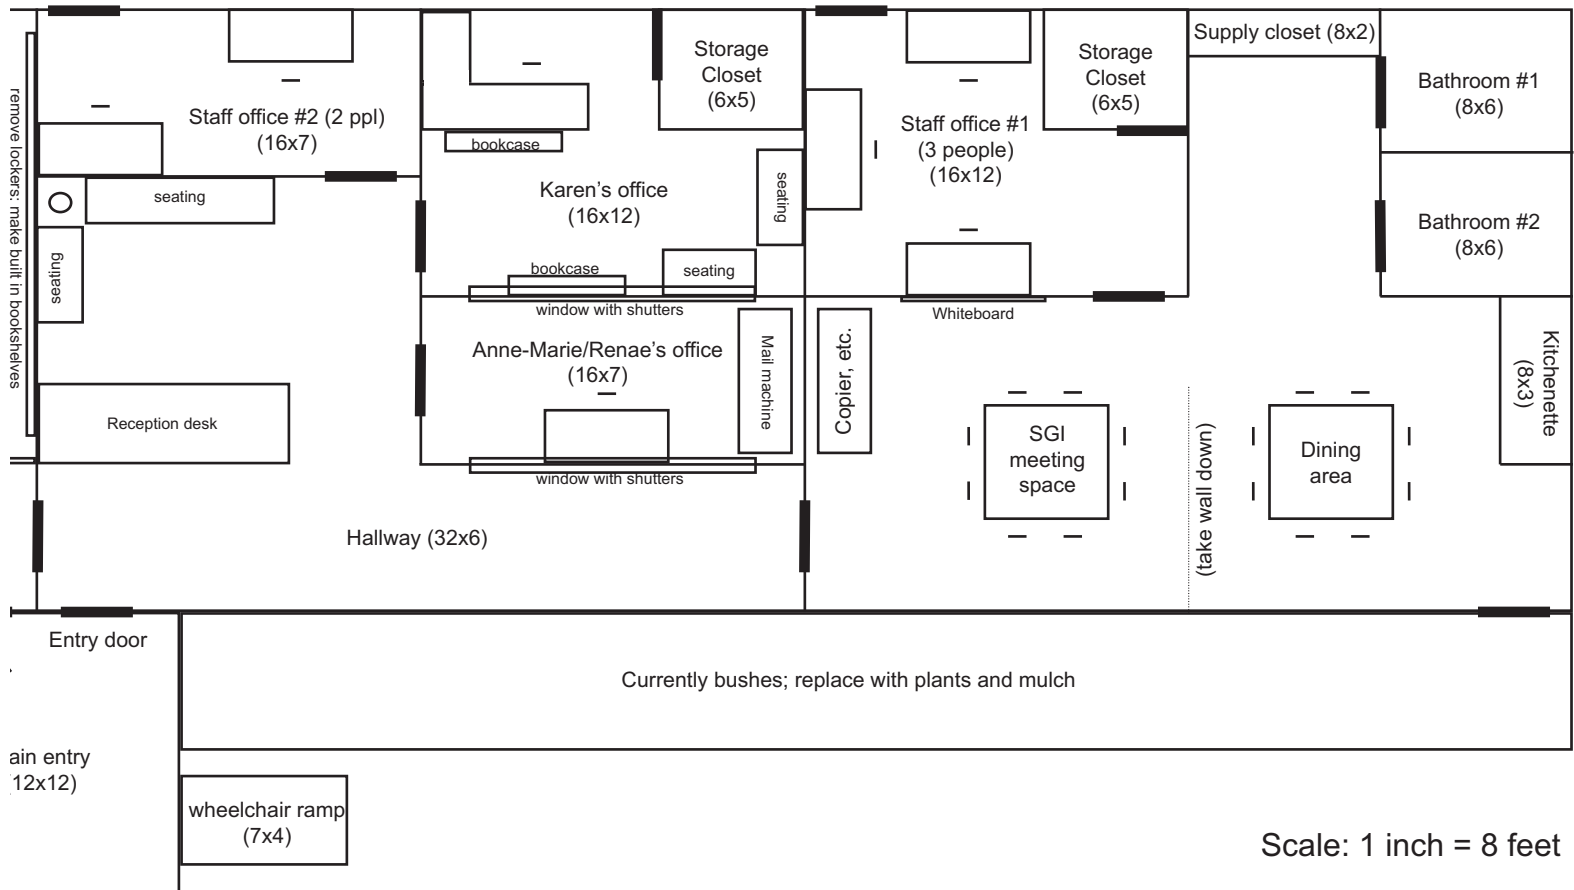 Supply closet (8x2)
Storage
Closet
(6x5)
Storage
Closet
(6x5)
Bathroom #1
(8x6)
remove lockers: make built in bookshelves
Staff office #2 (2 ppl)
(16x7)
bookcase
Staff office #1
(3 people)
(16x12)
seating
Karen’s office
(16x12)
seating
Bathroom #2
(8x6)
seating
bookcase
seating
window with shutters
Whiteboard
Anne-Marie/Renae’s office
(16x7)
Mail machine
Copier, etc.
Kitchenette
(8x3)
Reception desk
SGI
meeting
space
(take wall down)
Dining
area
window with shutters
Hallway (32x6)
Entry door
Currently bushes; replace with plants and mulch
ain entry
12x12)
wheelchair ramp
(7x4)
Scale: 1 inch = 8 feet